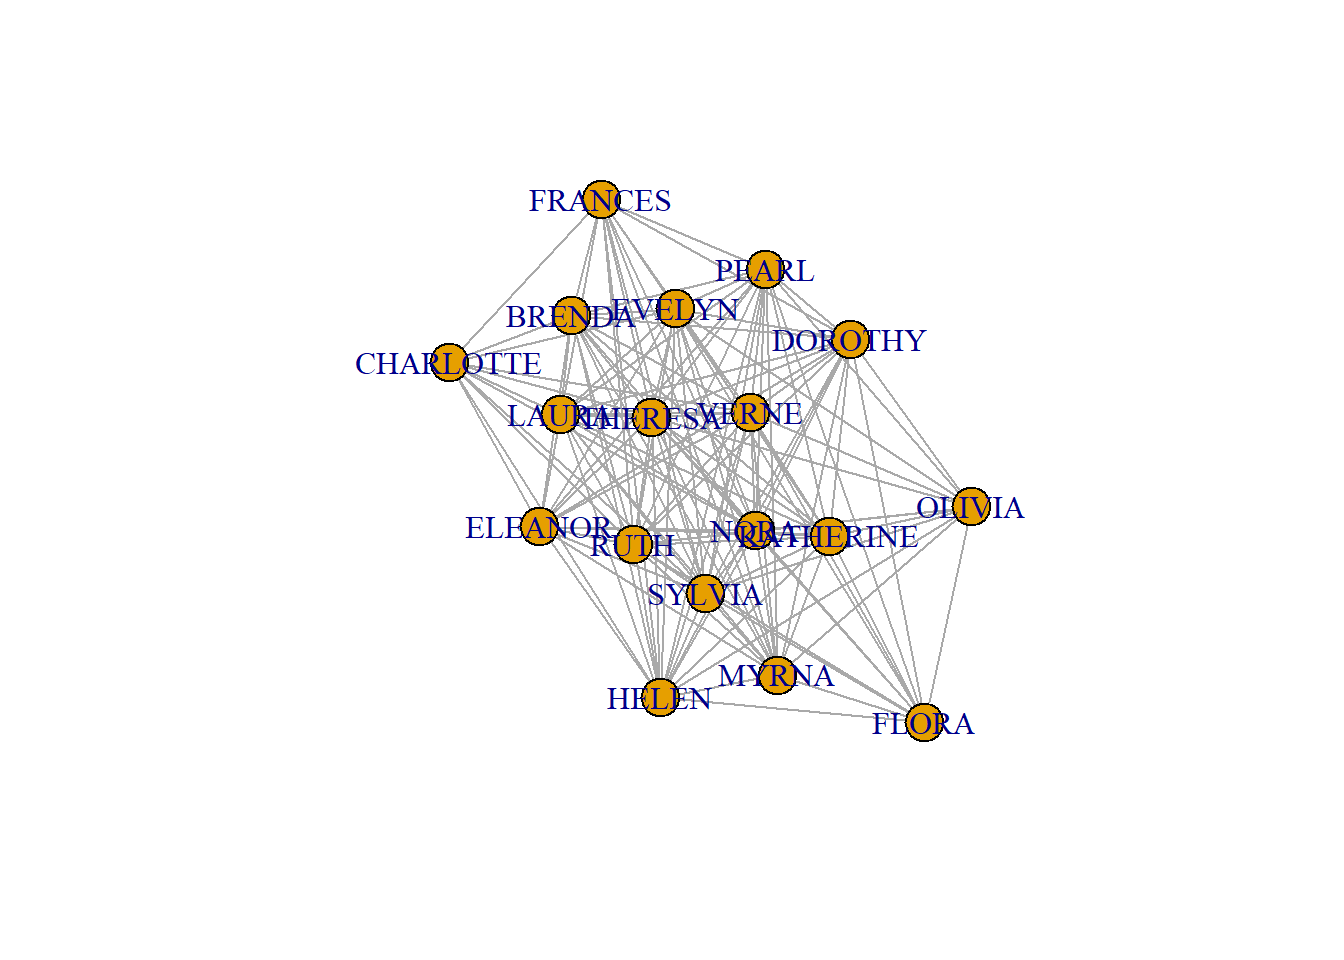 FRANCES
PEARL
BRENDA
EVELYN
DOROTHY
CHARLOTTE
LAURA
THERESA
VERNE
OLIVIA
ELEANOR
RUTH
NORA
KATHERINE
SYLVIA
MYRNA
HELEN
FLORA